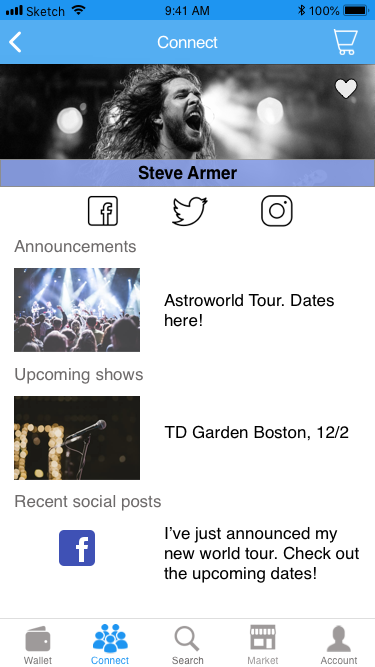 Sketch 9:41 AM 100%
Connect
Steve Armer
Announcements
Astroworld Tour. Dates
here!
Upcoming shows
TD Garden Boston, 12/2
Recent social posts
I’ve just announced my
new world tour. Check out
the upcoming dates!
Wallet Connect Search Market Account